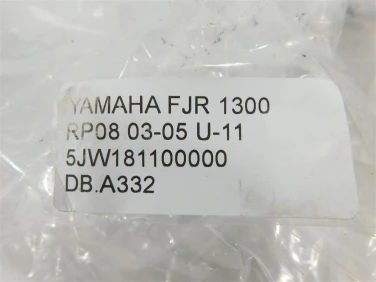 YAMAHA FJR 1300
RP08 03-05 U-11
5JW181100000
DB.A332